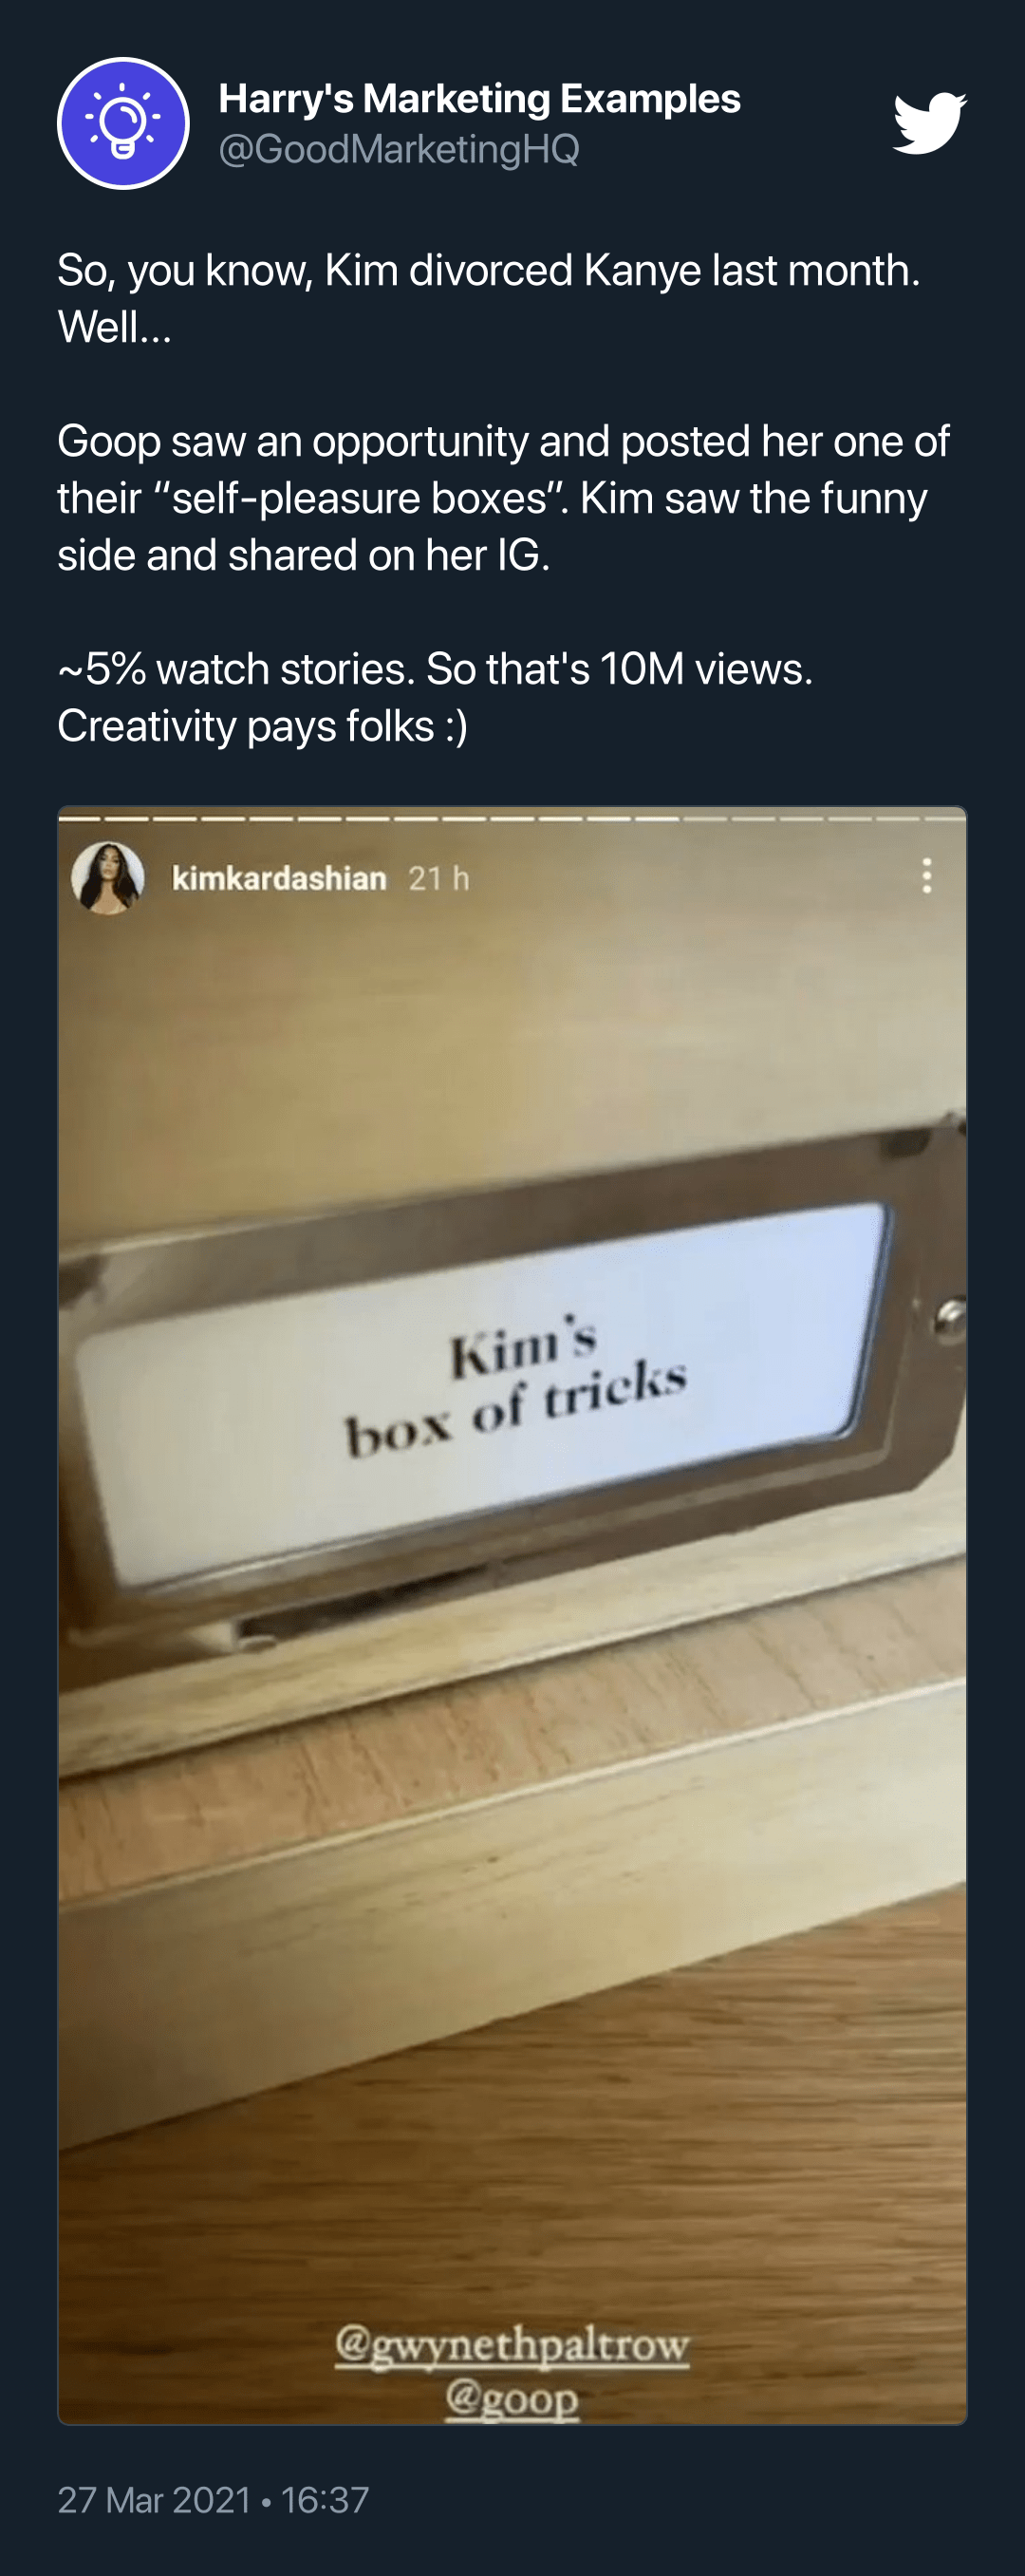 Harry's Marketing Examples
@GoodMarketingHQ
So, you know, Kim divorced Kanye last month.
Well...
Goop saw an opportunity and posted her one of
their “self-pleasure boxes”. Kim saw the funny
side and shared on her IG.
~5% watch stories. So that's 10M views.
Creativity pays folks :)
kimkardashian 21 h
Kim's
box of tricks
@gwynethpaltrow
@goop
27 Mar 2021 • 16:37